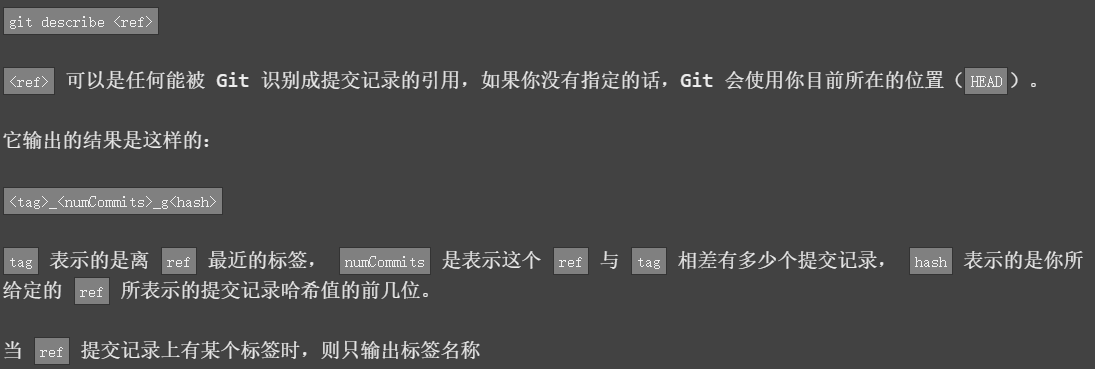 git describe <ref>
<ref> 可以是任何能被 Git 识别成提交记录的引用，如果你没有指定的话，Git 会使用你目前所在的位置（HEAD）。
它输出的结果是这样的：
<tag>_<numCommits>_g<hash>
tag 表示的是离 ref 最近的标签， numCommits 是表示这个 ref 与 tag 相差有多少个提交记录， hash 表示的是你所
给定的 ref 所表示的提交记录哈希值的前几位。
当 ref 提交记录上有某个标签时，则只输出标签名称